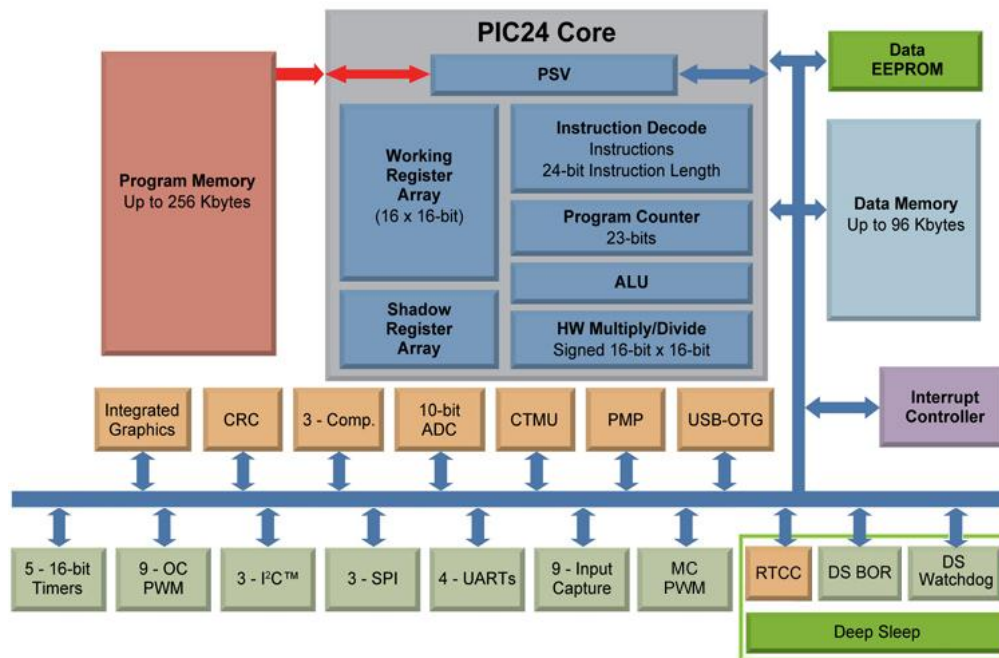 PIC24 Core
PSV
Data
EEPROM
Program Memory
Up to 256 Kbytes
Working
Register
Array
(16 x 16-bit)
Instruction Decode
Instructions
24-bit Instruction Length
Program Counter
23-bits
ALU
Shadow
Register
Array
HW Multiply/Divide
Signed 16-bit x 16-bit
Data Memory
Up to 96 Kbytes
Interrupt
Controller
Integrated
Graphics
CRC
3 - Comp.
10-bit
ADC
CTMU
PMP
USB-OTG
5 - 16-bit
Timers
9 - OC
PWM
3 - I²C™
3 - SPI
4 - UARTs
9 - Input
Capture
MC
PWM
RTCC
DS BOR
DS
Watchdog
Deep Sleep